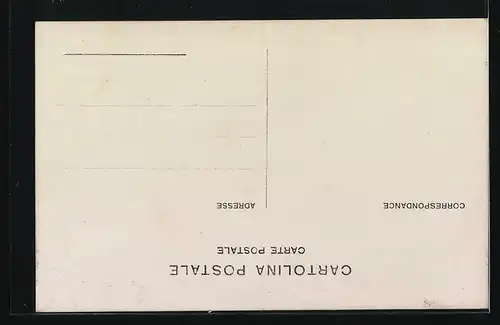 CARTOLINA POSTALE
CARTE POSTALE
CORRESPONDANCE
ADRESSE